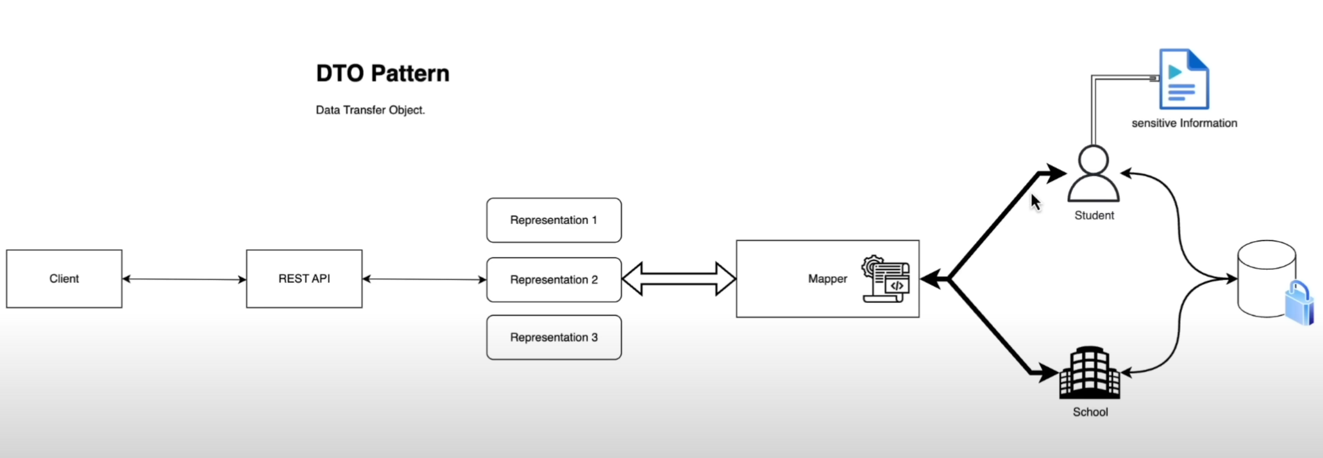 DTO Pattern
Data Transfer Object.
sensitive Information
Student
Representation 1
Client
REST API
Representation 2
Mapper
</>
Representation 3
School